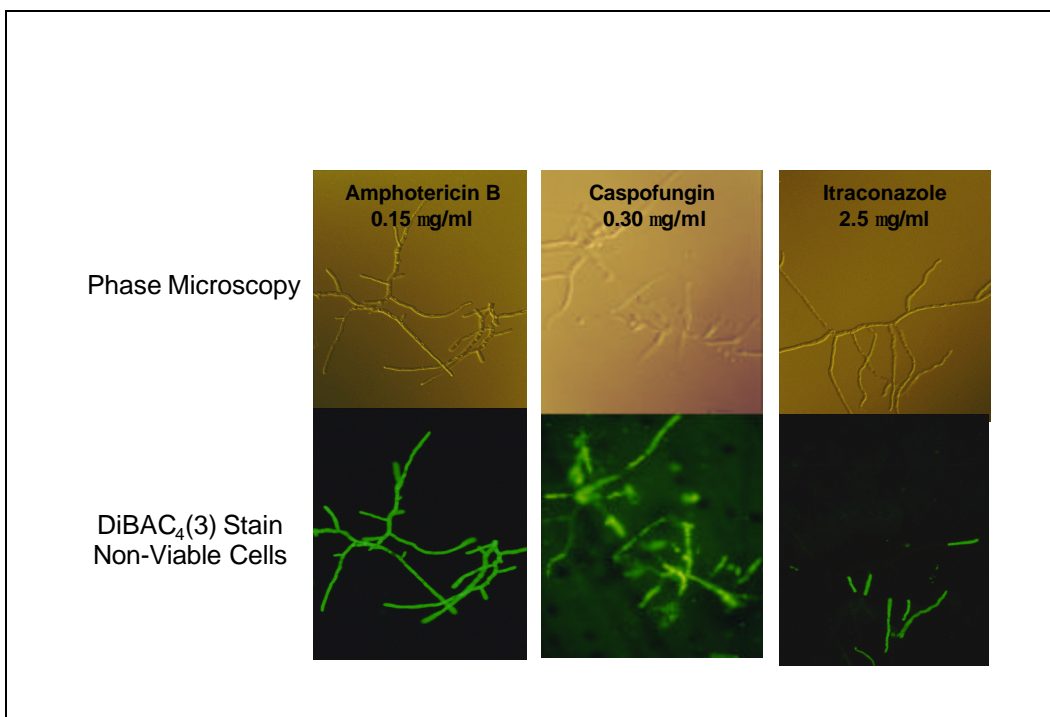 Amphotericin B
0.15 mg/ml
Caspofungin
0.30 mg/ml
Itraconazole
2.5 mg/ml
Phase Microscopy
DiBAC₄(3) Stain
Non-Viable Cells